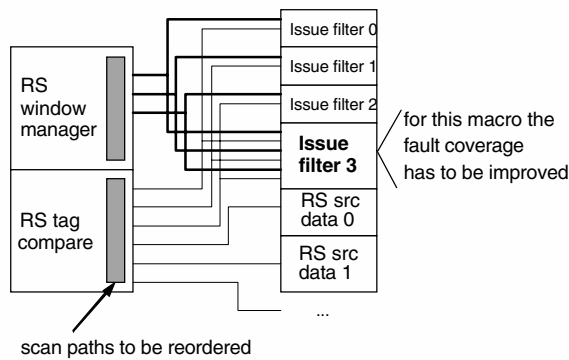 RS
window
manager
RS tag
compare
Issue filter 0
Issue filter 1
Issue filter 2
Issue
filter 3
RS src
data 0
RS src
data 1
...
for this macro the
fault coverage
has to be improved
scan paths to be reordered